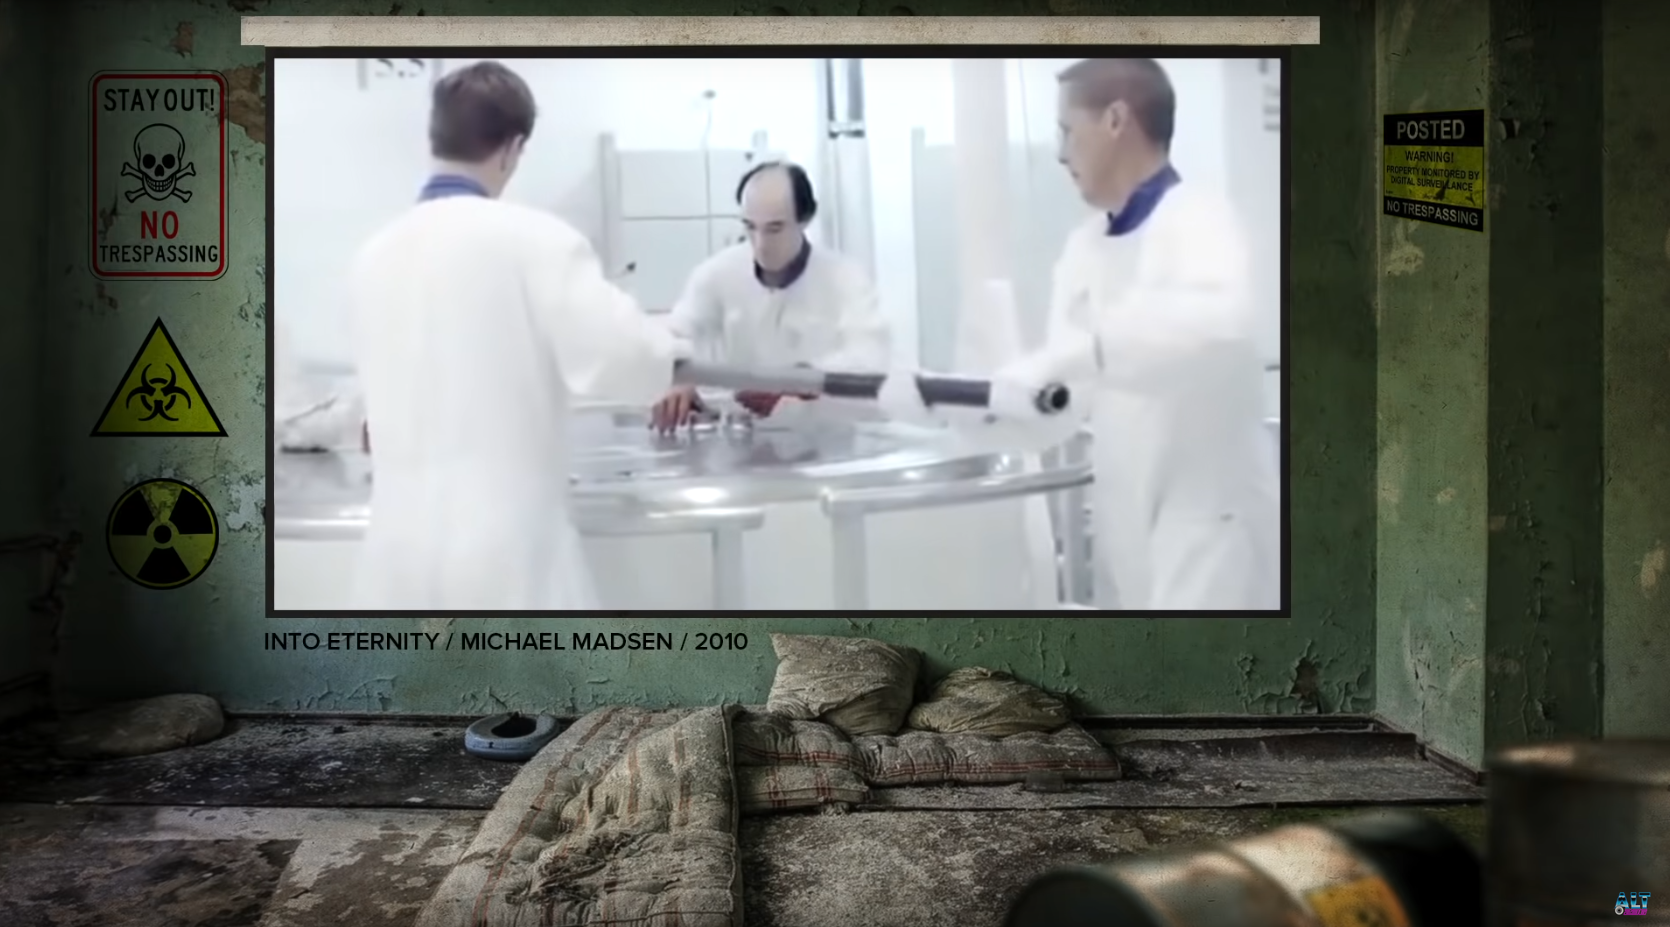 STAY OUT!
NO
TRESPASSING
POSTED
WARNING!
PROPERTY MONITORED BY
DIGITAL SURVEILLANCE
NO TRESPASSING
INTO ETERNITY / MICHAEL MADSEN / 2010
ALT